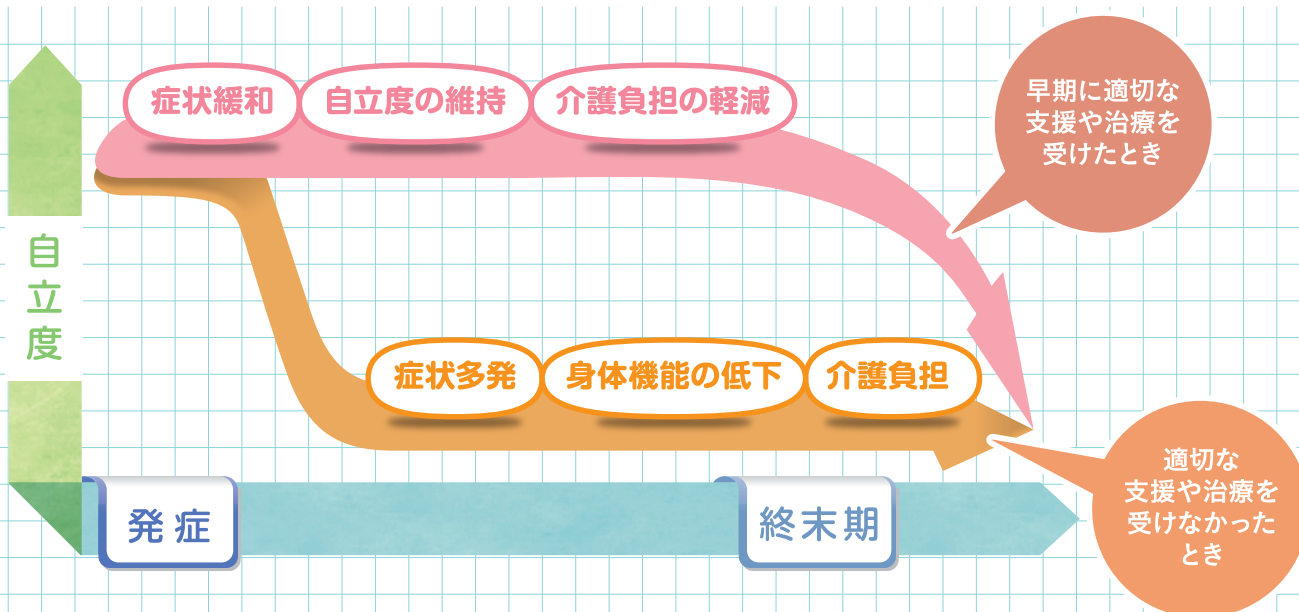 症状緩和
自立度の維持
介護負担の軽減
早期に適切な
支援や治療を
受けたとき
自立度
症状多発
身体機能の低下
介護負担
適切な
支援や治療を
受けなかった
とき
発症
終末期